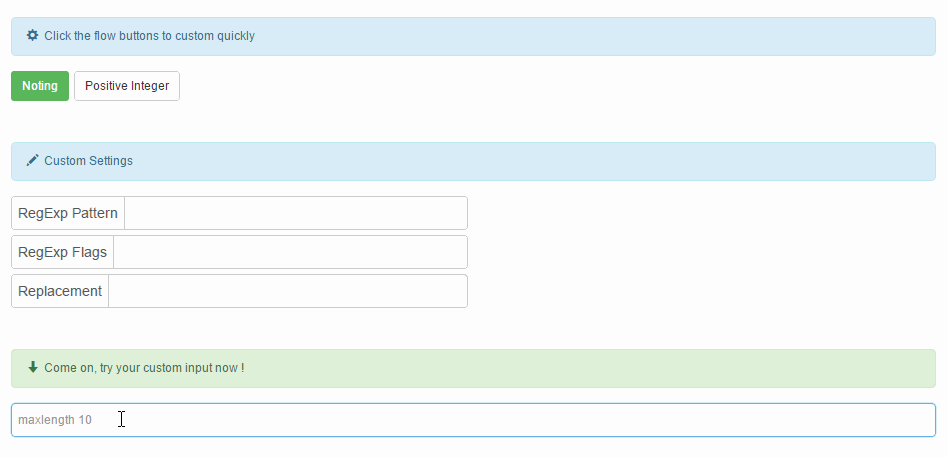 Click the flow buttons to custom quickly
Noting Positive Integer
Custom Settings
RegExp Pattern
RegExp Flags
Replacement
Come on, try your custom input now !
maxlength 10